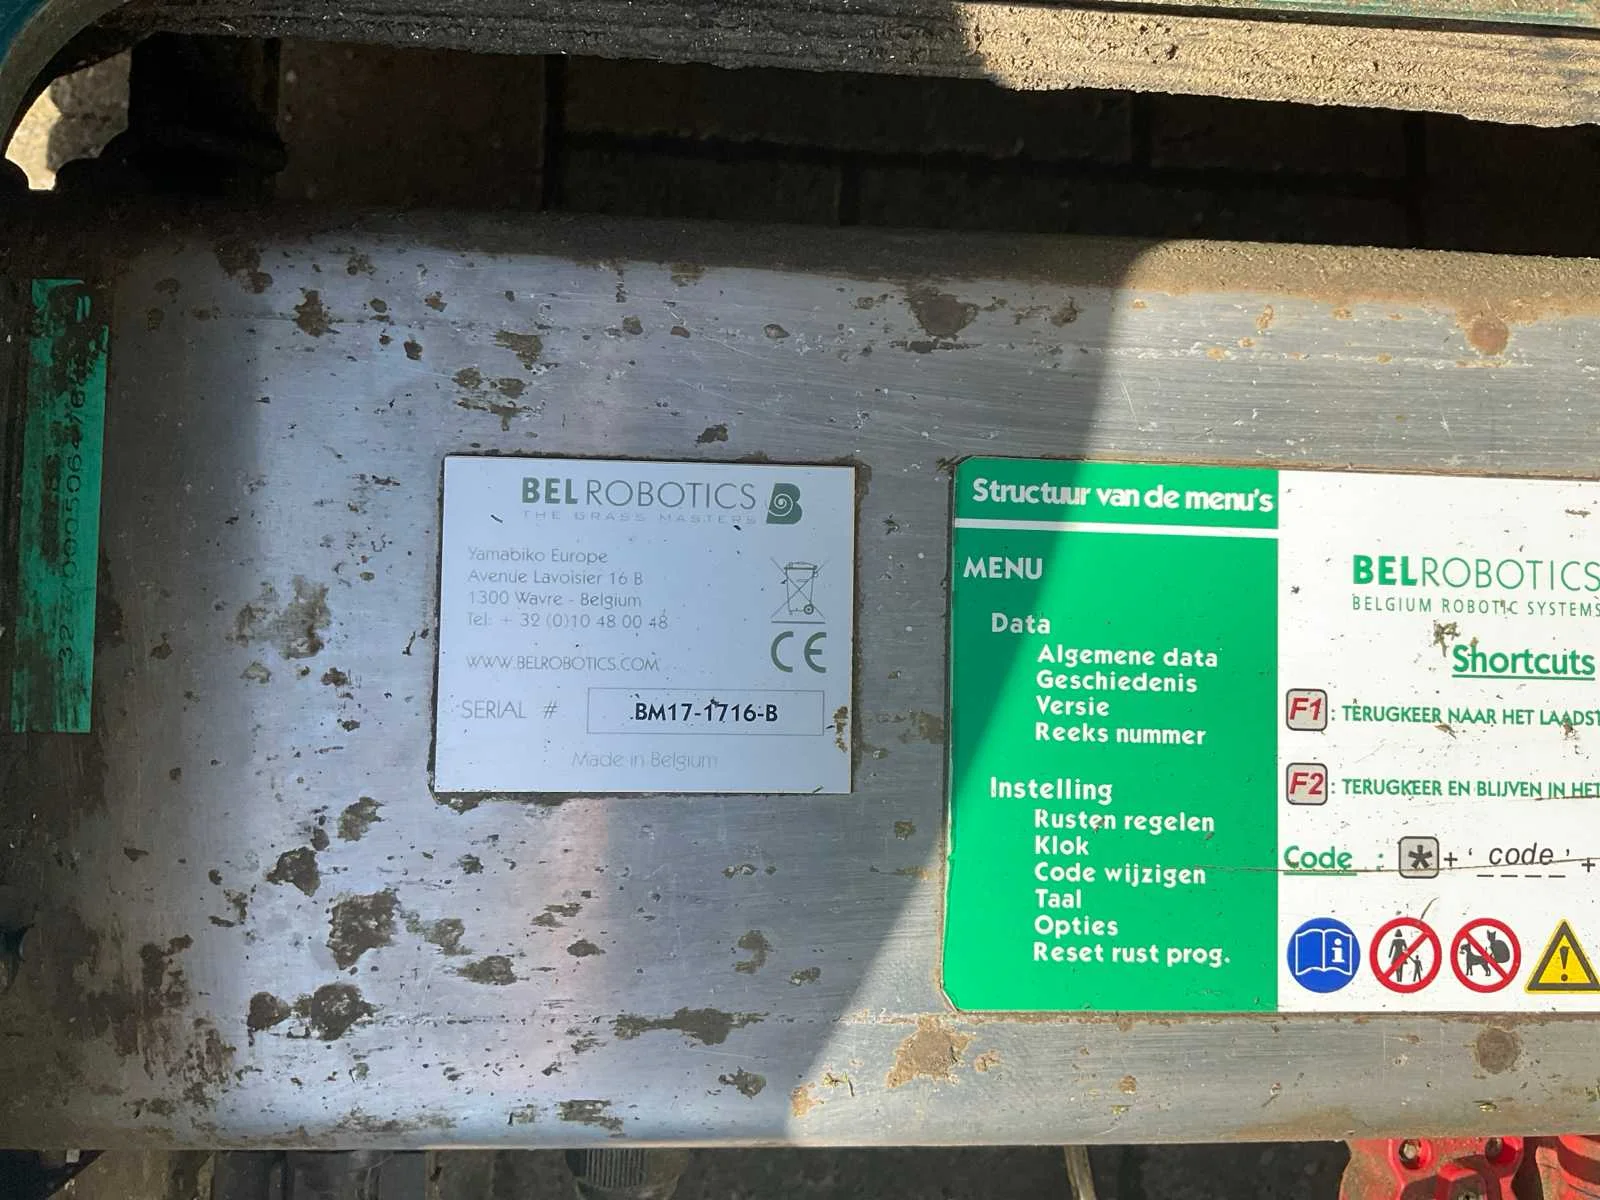 BELROBOTICS
THE GRASS MASTERS
Yamabiko Europe
Avenue Lavoisier 16 B
1300 Wavre - Belgium
Tel: + 32 (0)10 48 00 48
WWW.BELROBOTICS.COM
CE
SERIAL # BM17-1716-B
Made in Belgium
Structuur van de menu's
MENU
Data
Algemene data
Geschiedenis
Versie
Reeks nummer
Instelling
Rusten regelen
Klok
Code wijzigen
Taal
Opties
Reset rust prog.
BELROBOTICS
BELGIUM ROBOTIC SYSTEMS
Shortcuts
F1 : TERUGKEER NAAR HET LAADST
F2 : TERUGKEER EN BLIJVEN IN HET
Code : * + ' code ' +